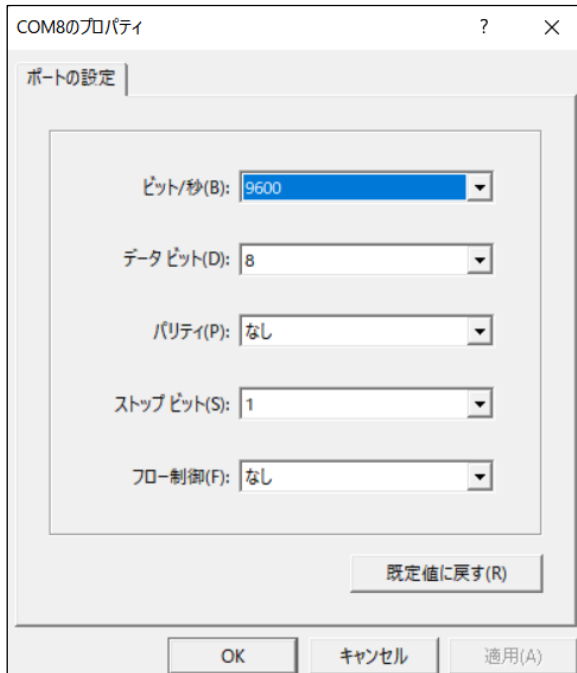 COM8のプロパティ ?
ポートの設定
ビット/秒(B): 9600
データ ビット(D): 8
パリティ(P): なし
ストップ ビット(S): 1
フロー制御(F): なし
既定値に戻す(R)
OK キャンセル 適用(A)